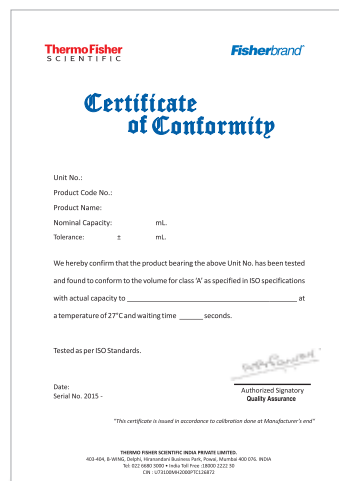 ThermoFisher
SCIENTIFIC
Fisherbrand
Certificate
of Conformity
Unit No.:
Product Code No.:
Product Name:
Nominal Capacity: mL.
Tolerance: ± mL.
We hereby confirm that the product bearing the above Unit No. has been tested
and found to conform to the volume for class 'A' as specified in ISO specifications
with actual capacity to ______ at
a temperature of 27°C and waiting time ______ seconds.
Tested as per ISO Standards.
Date:
Serial No. 2015 -
Authorized Signatory
Quality Assurance
"This certificate is issued in accordance to calibration done at Manufacturer's end"
THERMO FISHER SCIENTIFIC INDIA PRIVATE LIMITED.
403-404, B-WING, Delphi, Hiranandani Business Park, Powai, Mumbai 400 076. INDIA
Tel: 022 6680 3000 • India Toll Free :18000 2222 30
CIN : U73100MH2000PTC126872